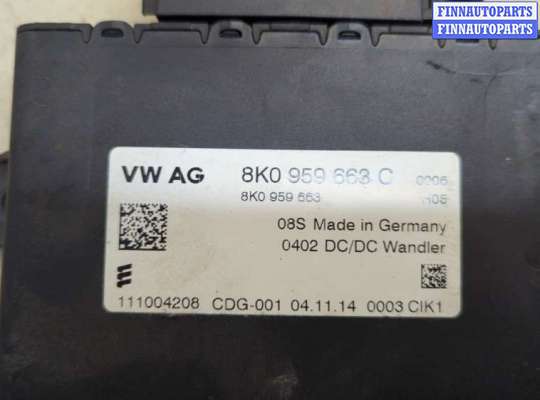 FINNAUTOPARTS
FINNAUTOPARTS
VW AG 8K0 959 663 C 0006
8K0 959 663 H05
08S Made in Germany
0402 DC/DC Wandler
111004208 CDG-001 04.11.14 0003 CIK1